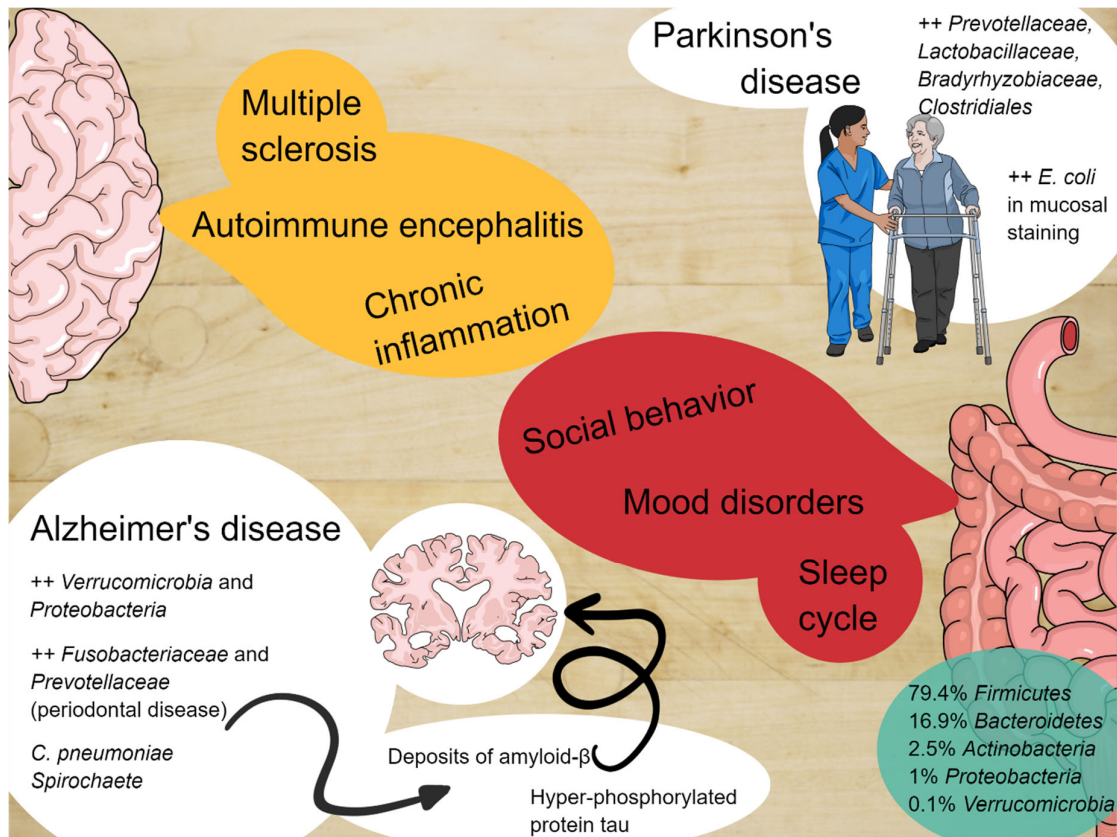 Parkinson's
disease
++ Prevotellaceae,
Lactobacillaceae,
Bradyrhyzobiaceae,
Clostridiales
++ E. coli
in mucosal
staining
Multiple
sclerosis
Autoimmune encephalitis
Chronic
inflammation
Social behavior
Mood disorders
Sleep
cycle
Alzheimer's disease
++ Verrucomicrobia and
Proteobacteria
++ Fusobacteriaceae and
Prevotellaceae
(periodontal disease)
C. pneumoniae
Spirochaete
Deposits of amyloid-β
Hyper-phosphorylated
protein tau
79.4% Firmicutes
16.9% Bacteroidetes
2.5% Actinobacteria
1% Proteobacteria
0.1% Verrucomicrobia